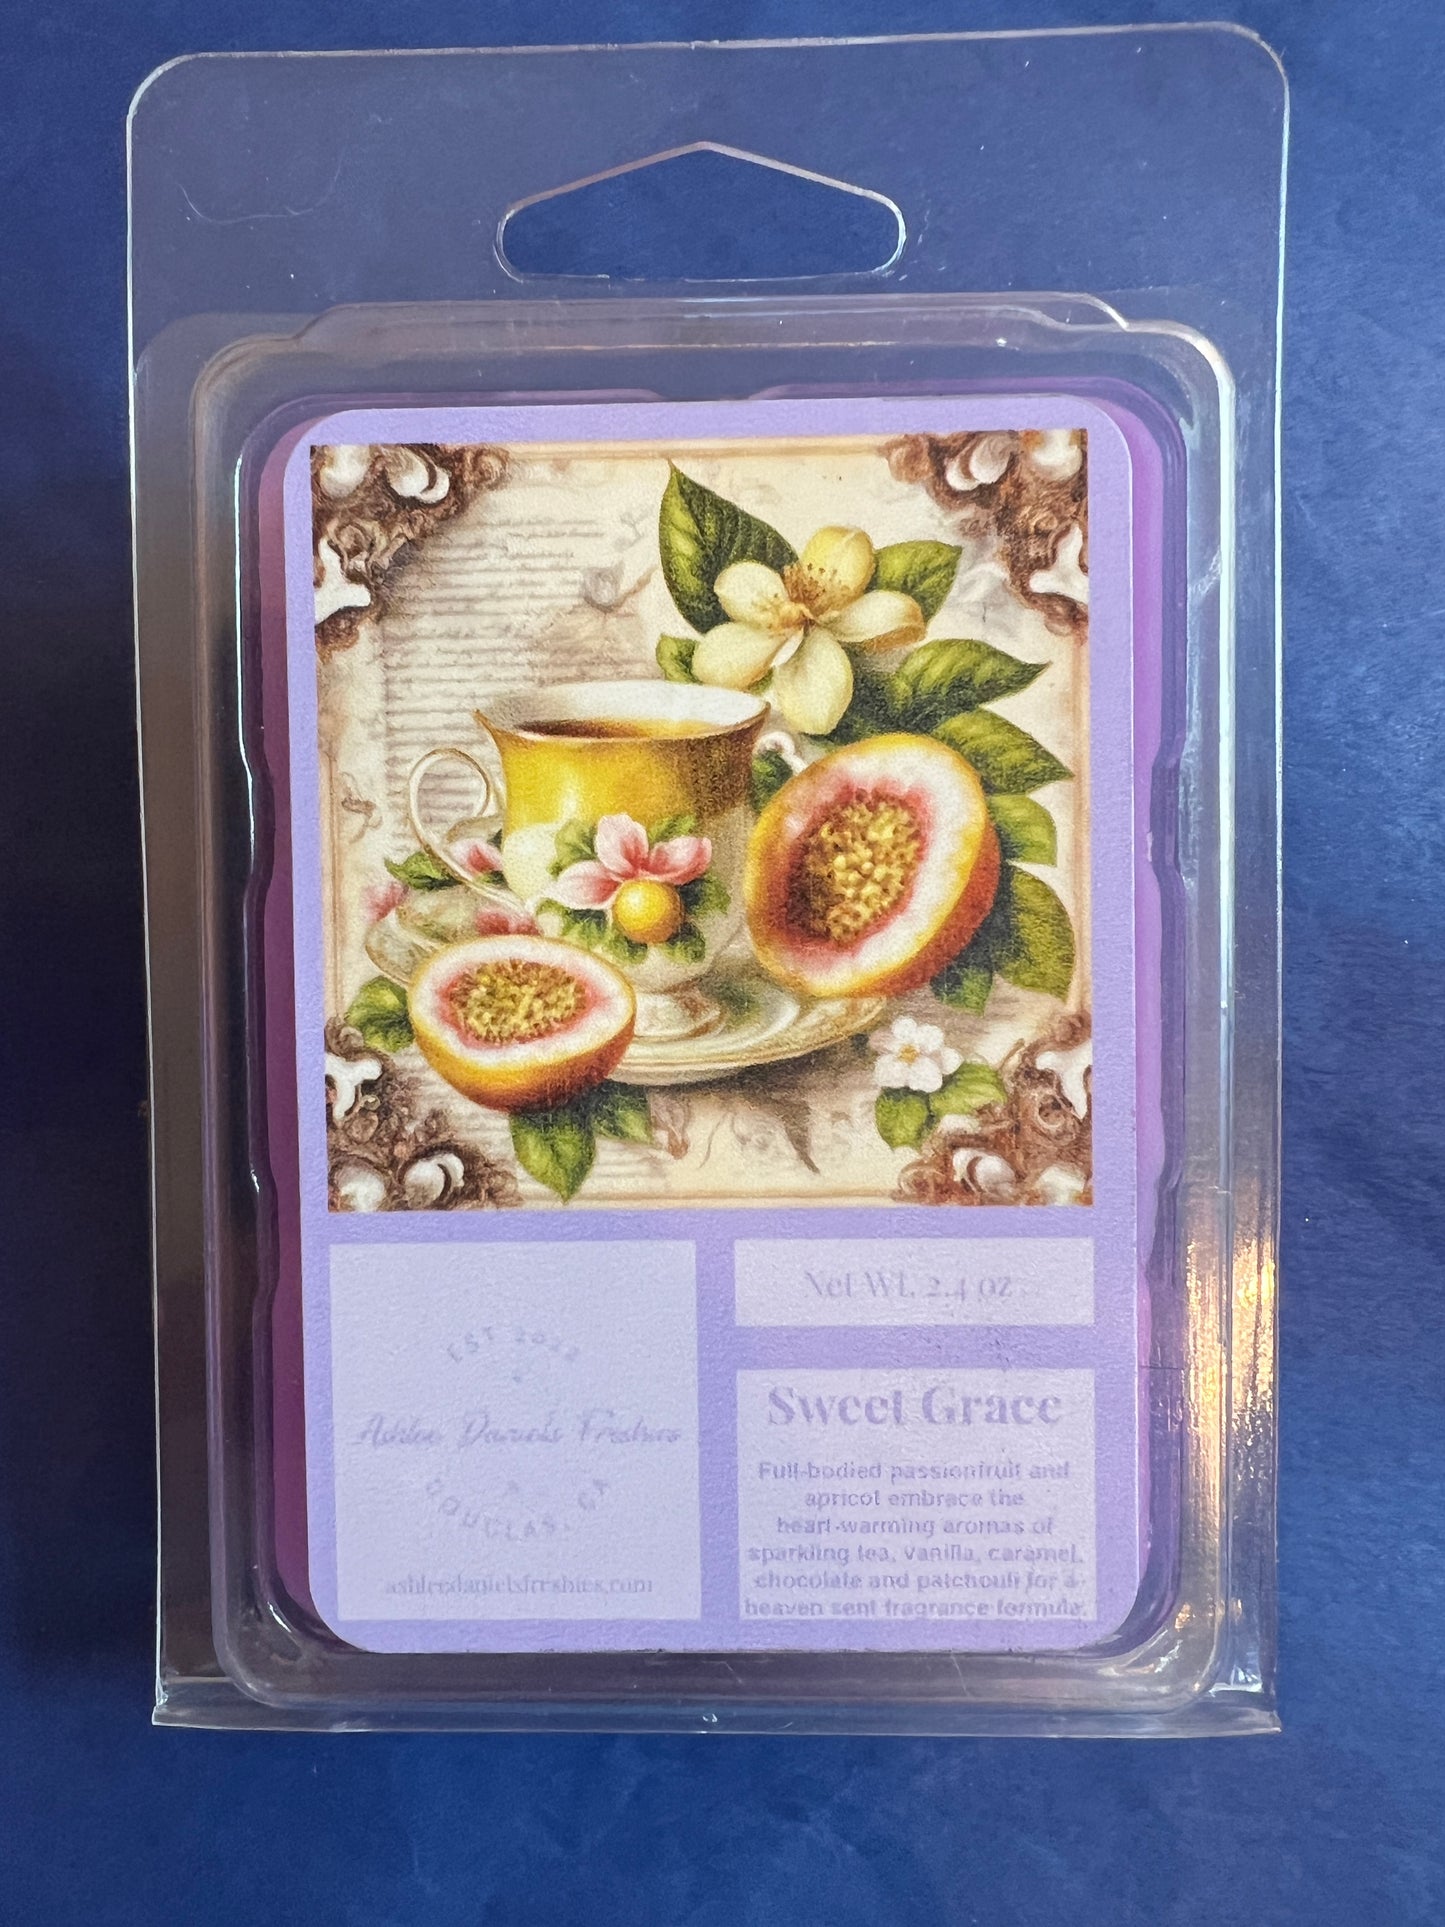 EST 2022
Ashlee Daniels Freshies
DOUGLAS, GA
ashleedanielsfreshies.com
Net Wt. 2.4 oz
Sweet Grace
Full-bodied passionfruit and
apricot embrace the
heart-warming aromas of
sparkling tea, vanilla, caramel,
chocolate and patchouli for a
heaven sent fragrance formula.